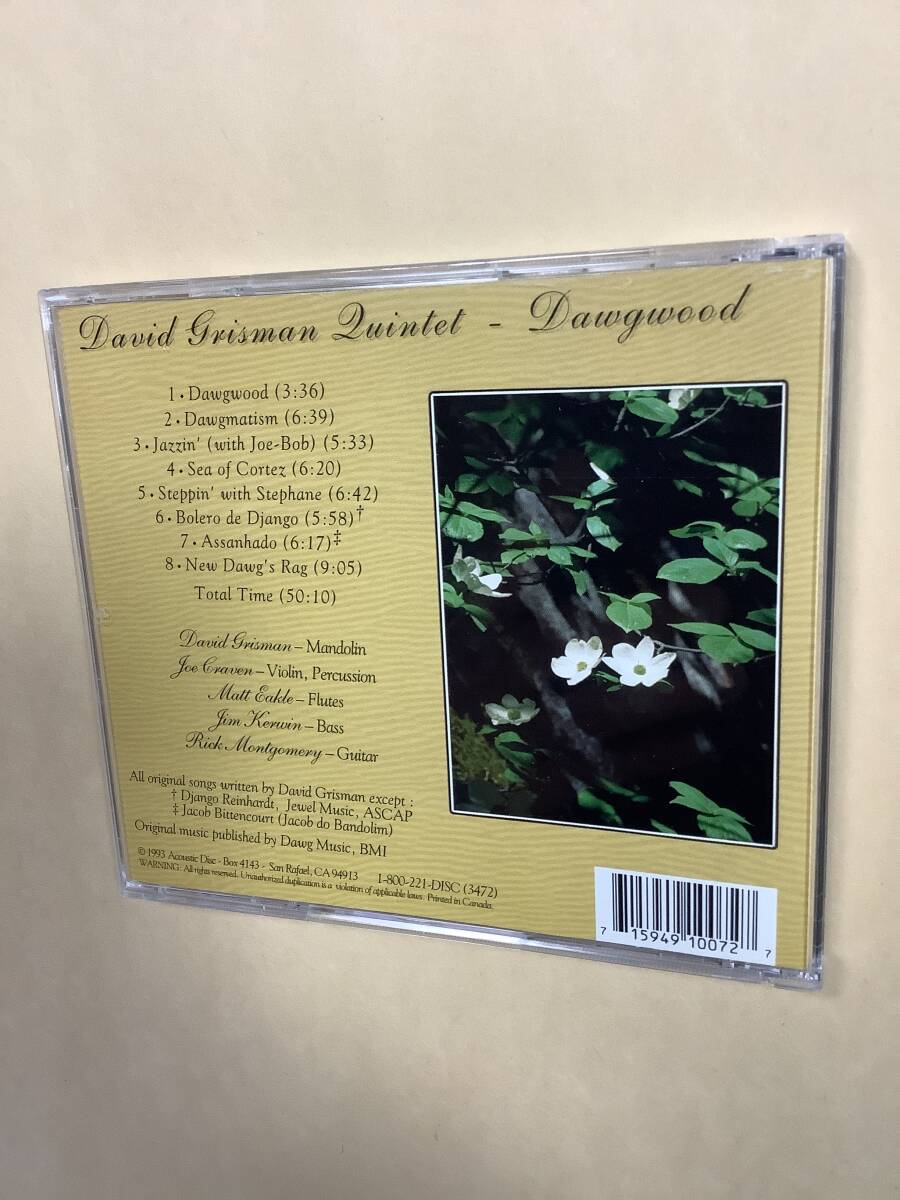 David Grisman Quintet - Dawgwood
1 • Dawgwood (3:36)
2 • Dawgmatism (6:39)
3 • Jazzin' (with Joe-Bob) (5:33)
4 • Sea of Cortez (6:20)
5 • Steppin' with Stephane (6:42)
6 • Bolero de Django (5:58)†
7 • Assanhado (6:17)‡
8 • New Dawg's Rag (9:05)
Total Time (50:10)
David Grisman – Mandolin
Joe Craven – Violin, Percussion
Matt Eakle – Flutes
Jim Kerwin – Bass
Rick Montgomery – Guitar
All original songs written by David Grisman except :
† Django Reinhardt, Jewel Music, ASCAP
‡ Jacob Bittencourt (Jacob do Bandolim)
Original music published by Dawg Music, BMI
© 1993 Acoustic Disc - Box 4143 - San Rafael, CA 94913 1-800-221-DISC (3472)
WARNING: All rights reserved. Unauthorized duplication is a violation of applicable laws. Printed in Canada.
7 15949 10072 7